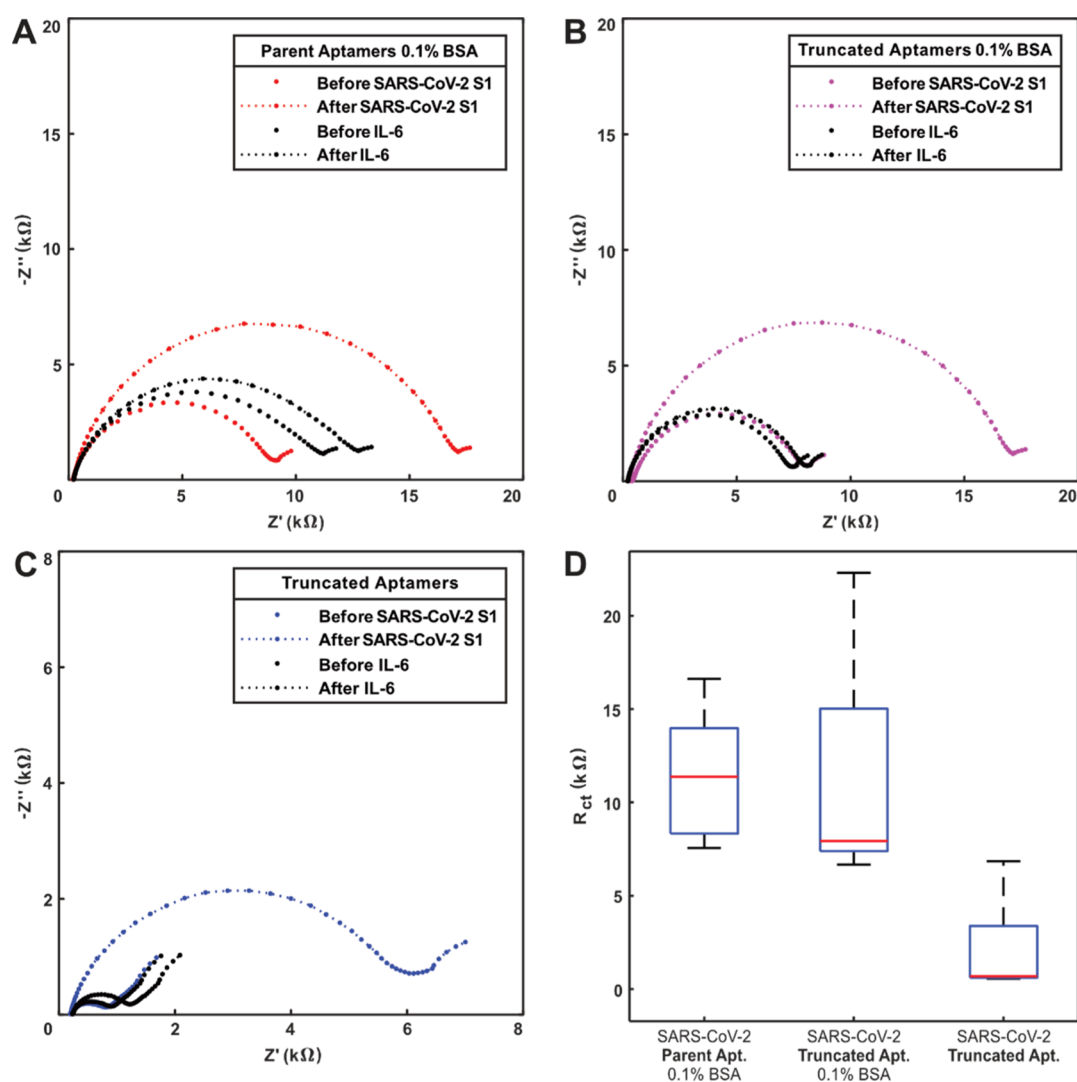 A
20
15
10
5
0
5
10
15
20
-Z'' (kΩ)
Z' (kΩ)
Parent Aptamers 0.1% BSA
Before SARS-CoV-2 S1
After SARS-CoV-2 S1
Before IL-6
After IL-6
B
20
15
10
5
0
5
10
15
20
-Z'' (kΩ)
Z' (kΩ)
Truncated Aptamers 0.1% BSA
Before SARS-CoV-2 S1
After SARS-CoV-2 S1
Before IL-6
After IL-6
C
8
6
4
2
0
2
4
6
8
-Z'' (kΩ)
Z' (kΩ)
Truncated Aptamers
Before SARS-CoV-2 S1
After SARS-CoV-2 S1
Before IL-6
After IL-6
D
20
15
10
5
0
Rct (kΩ)
SARS-CoV-2
Parent Apt.
0.1% BSA
SARS-CoV-2
Truncated Apt.
0.1% BSA
SARS-CoV-2
Truncated Apt.